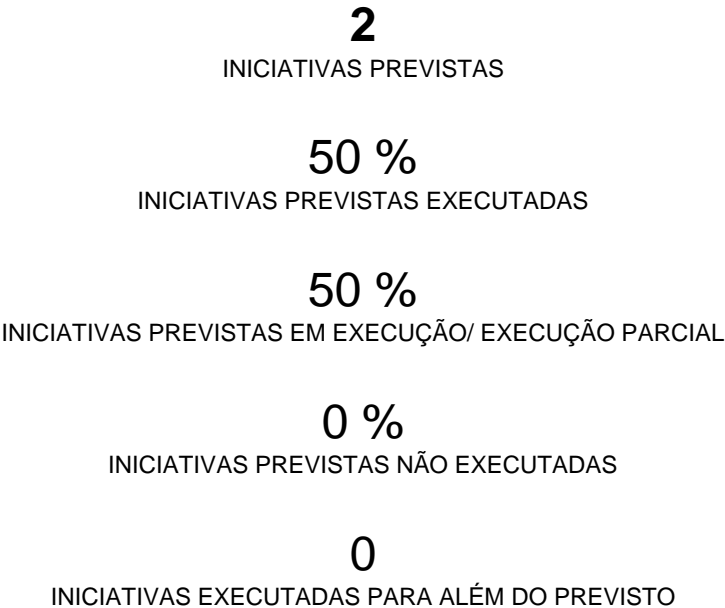 2
INICIATIVAS PREVISTAS
50 %
INICIATIVAS PREVISTAS EXECUTADAS
50 %
INICIATIVAS PREVISTAS EM EXECUÇÃO/ EXECUÇÃO PARCIAL
0 %
INICIATIVAS PREVISTAS NÃO EXECUTADAS
0
INICIATIVAS EXECUTADAS PARA ALÉM DO PREVISTO